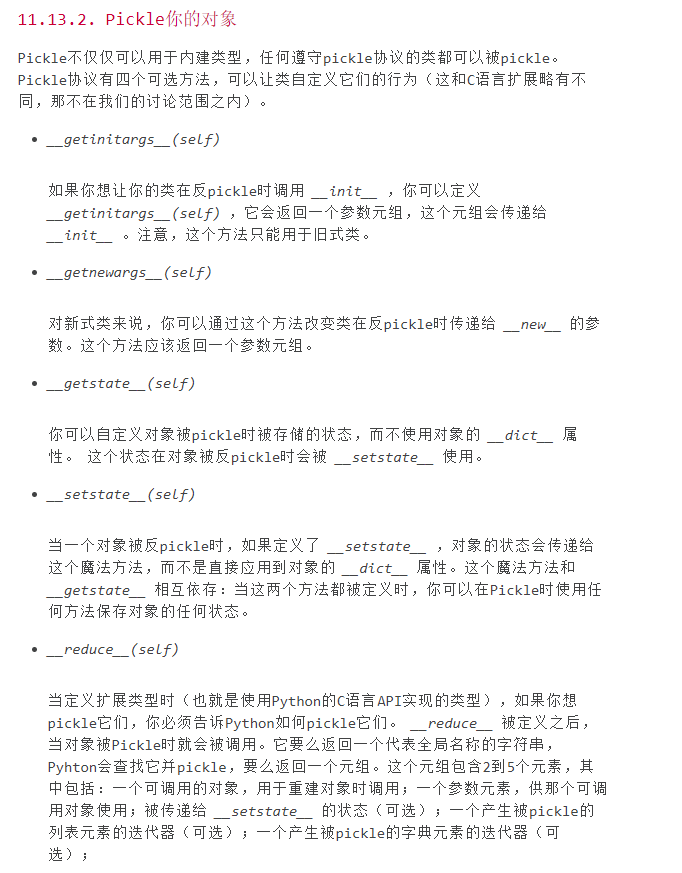 11.13.2. Pickle你的对象
Pickle不仅仅可以用于内建类型，任何遵守pickle协议的类都可以被pickle。
Pickle协议有四个可选方法，可以让类自定义它们的行为（这和C语言扩展略有不
同，那不在我们的讨论范围之内）。
• __getinitargs__(self)
如果你想让你的类在反pickle时调用 __init__ ，你可以定义
__getinitargs__(self) ，它会返回一个参数元组，这个元组会传递给
__init__ 。注意，这个方法只能用于旧式类。
• __getnewargs__(self)
对新式类来说，你可以通过这个方法改变类在反pickle时传递给 __new__ 的参
数。这个方法应该返回一个参数元组。
• __getstate__(self)
你可以自定义对象被pickle时被存储的状态，而不使用对象的 __dict__ 属
性。 这个状态在对象被反pickle时会被 __setstate__ 使用。
• __setstate__(self)
当一个对象被反pickle时，如果定义了 __setstate__ ，对象的状态会传递给
这个魔法方法，而不是直接应用到对象的 __dict__ 属性。这个魔法方法和
__getstate__ 相互依存：当这两个方法都被定义时，你可以在Pickle时使用任
何方法保存对象的任何状态。
• __reduce__(self)
当定义扩展类型时（也就是使用Python的C语言API实现的类型），如果你想
pickle它们，你必须告诉Python如何pickle它们。 __reduce__ 被定义之后，
当对象被Pickle时就会被调用。它要么返回一个代表全局名称的字符串，
Pyhton会查找它并pickle，要么返回一个元组。这个元组包含2到5个元素，其
中包括：一个可调用的对象，用于重建对象时调用；一个参数元素，供那个可调
用对象使用；被传递给 __setstate__ 的状态（可选）；一个产生被pickle的
列表元素的迭代器（可选）；一个产生被pickle的字典元素的迭代器（可
选）；